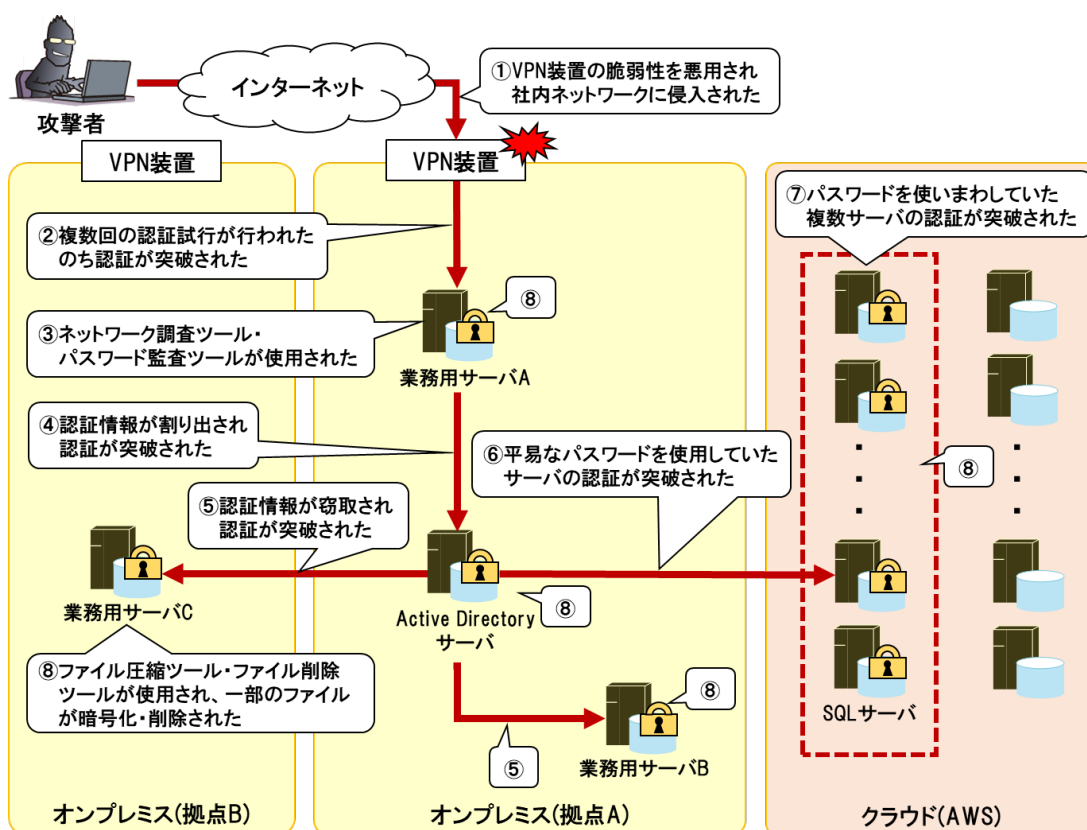 インターネット
①VPN装置の脆弱性を悪用され
社内ネットワークに侵入された
攻撃者
VPN装置
VPN装置
⑦パスワードを使いまわしていた
複数サーバの認証が突破された
②複数回の認証試行が行われた
のち認証が突破された
⑧
③ネットワーク調査ツール・
パスワード監査ツールが使用された
業務用サーバA
④認証情報が割り出され
認証が突破された
⑥平易なパスワードを使用していた
サーバの認証が突破された
⑧
⑤認証情報が窃取され
認証が突破された
業務用サーバC
Active Directory
サーバ
⑧
⑧ファイル圧縮ツール・ファイル削除
ツールが使用され、一部のファイル
が暗号化・削除された
⑧
⑤
業務用サーバB
SQLサーバ
オンプレミス(拠点B)
オンプレミス(拠点A)
クラウド(AWS)